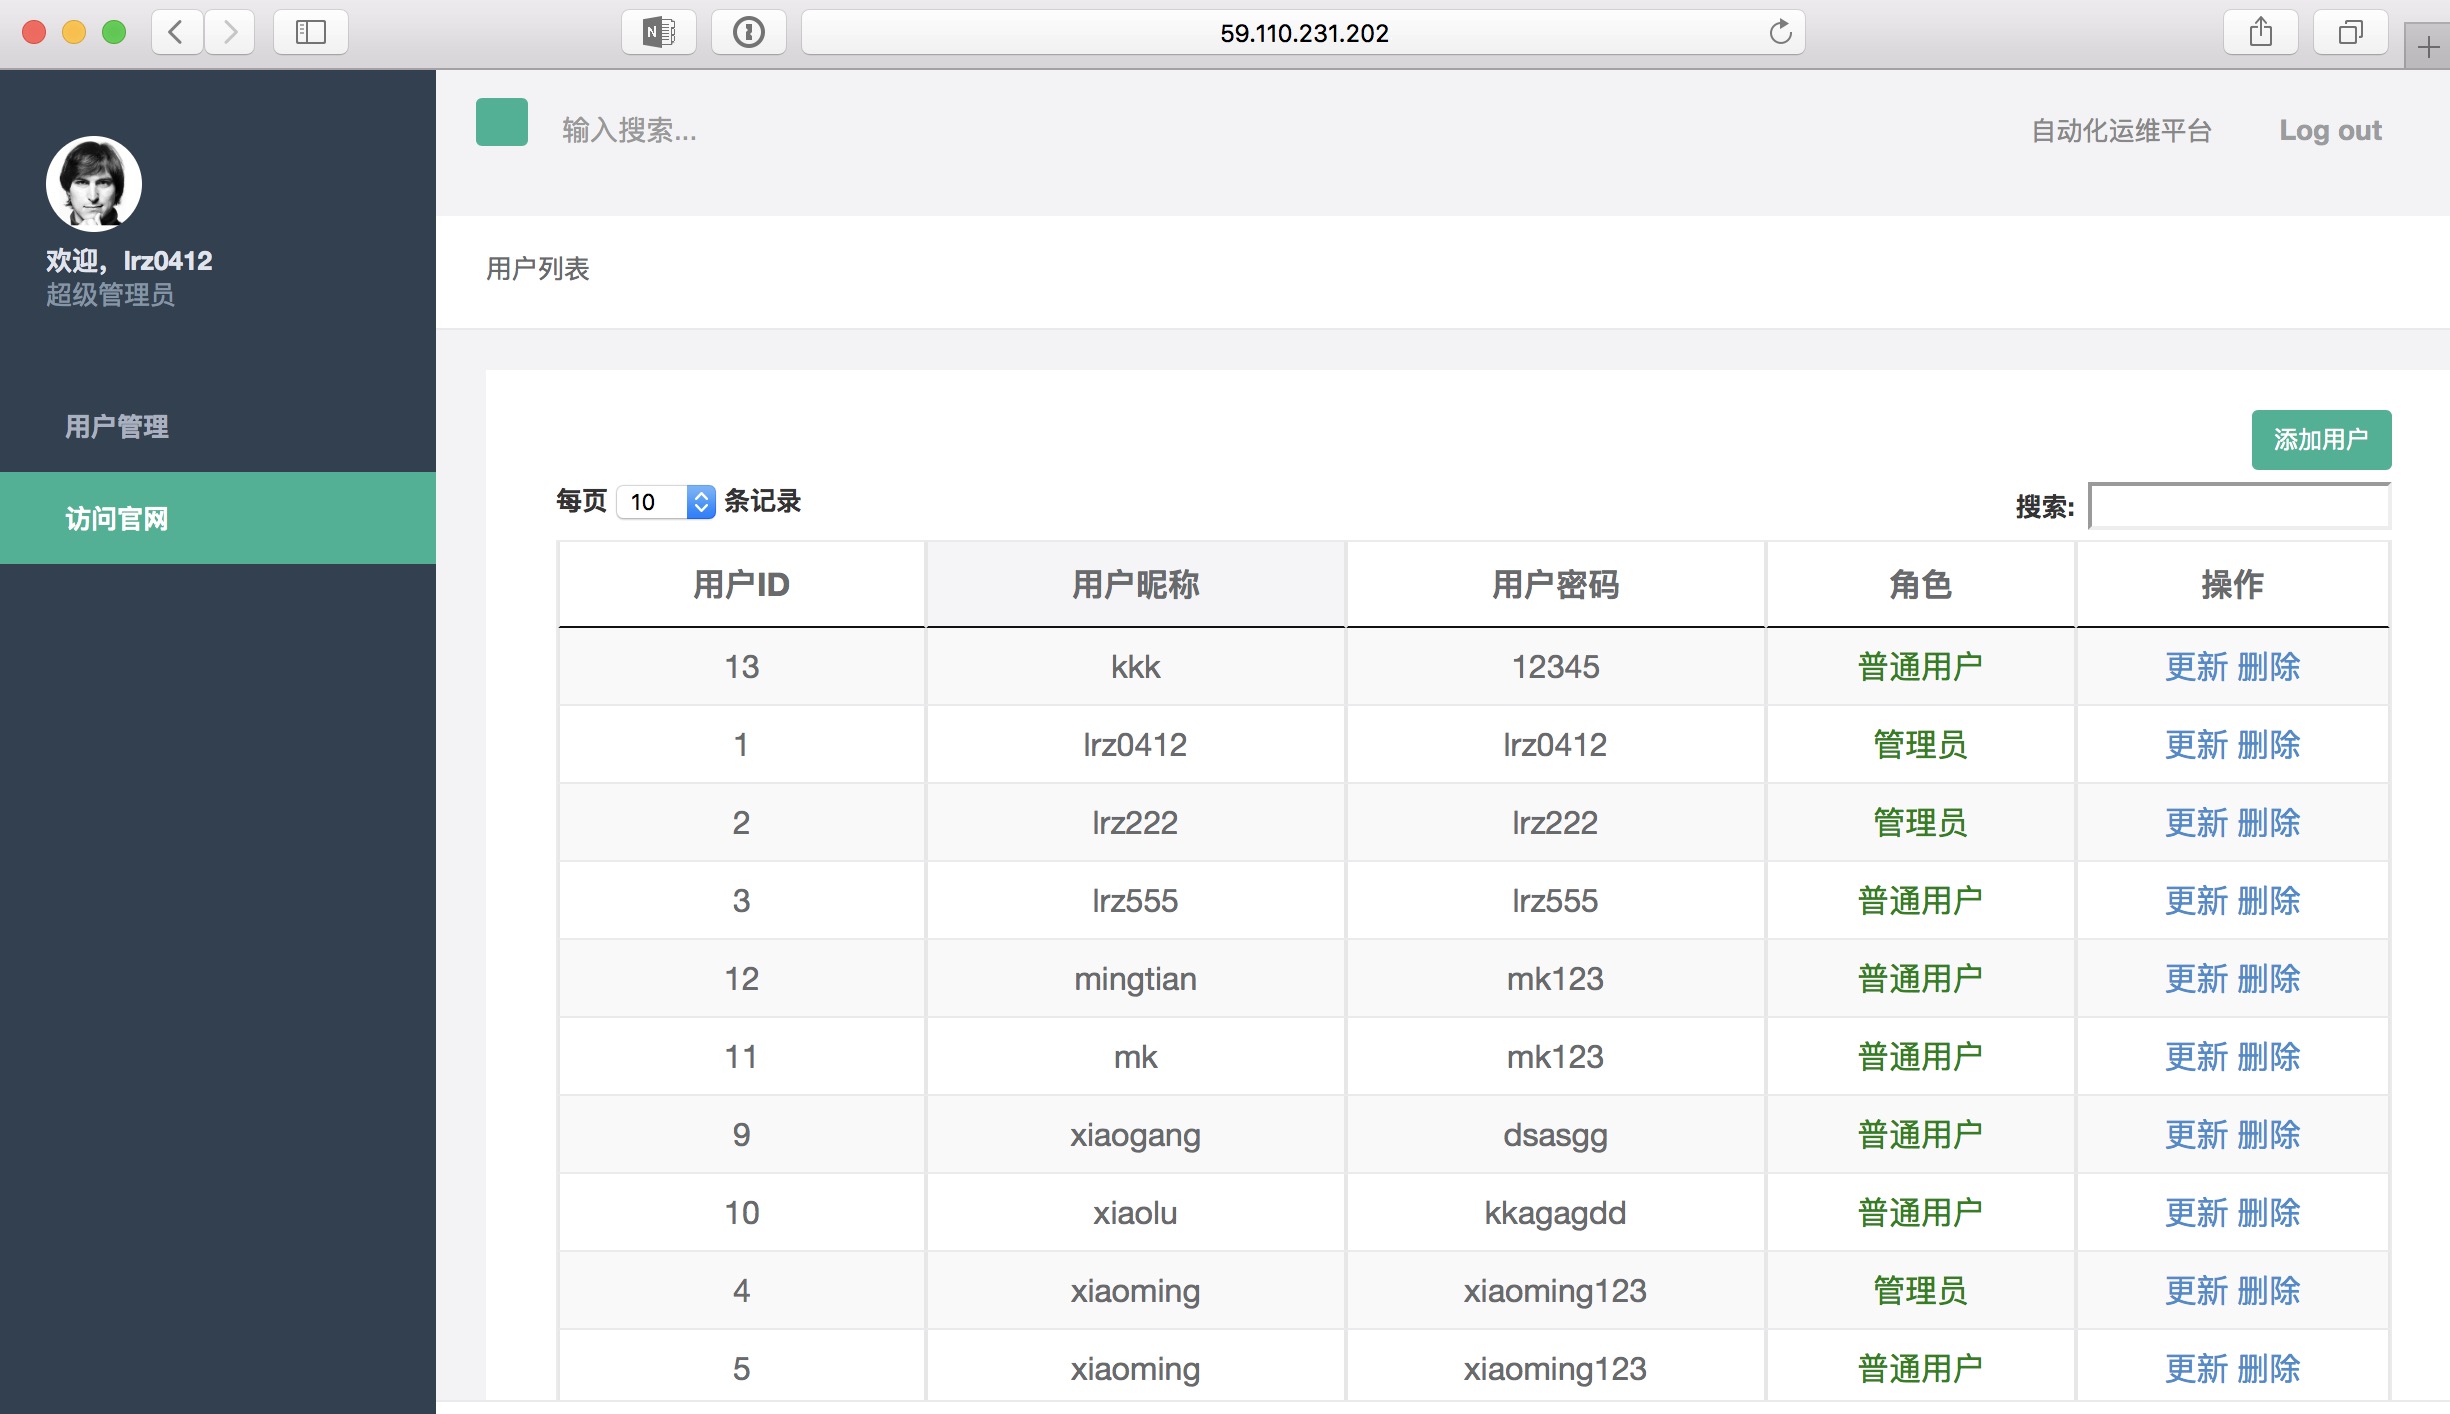 59.110.231.202
输入搜索...
自动化运维平台 Log out
欢迎，lrz0412
超级管理员
用户管理
访问官网
用户列表
添加用户
每页 10 条记录
搜索:
用户ID 用户昵称 用户密码 角色 操作
13 kkk 12345 普通用户 更新 删除
1 lrz0412 lrz0412 管理员 更新 删除
2 lrz222 lrz222 管理员 更新 删除
3 lrz555 lrz555 普通用户 更新 删除
12 mingtian mk123 普通用户 更新 删除
11 mk mk123 普通用户 更新 删除
9 xiaogang dsasgg 普通用户 更新 删除
10 xiaolu kkagagdd 普通用户 更新 删除
4 xiaoming xiaoming123 管理员 更新 删除
5 xiaoming xiaoming123 普通用户 更新 删除